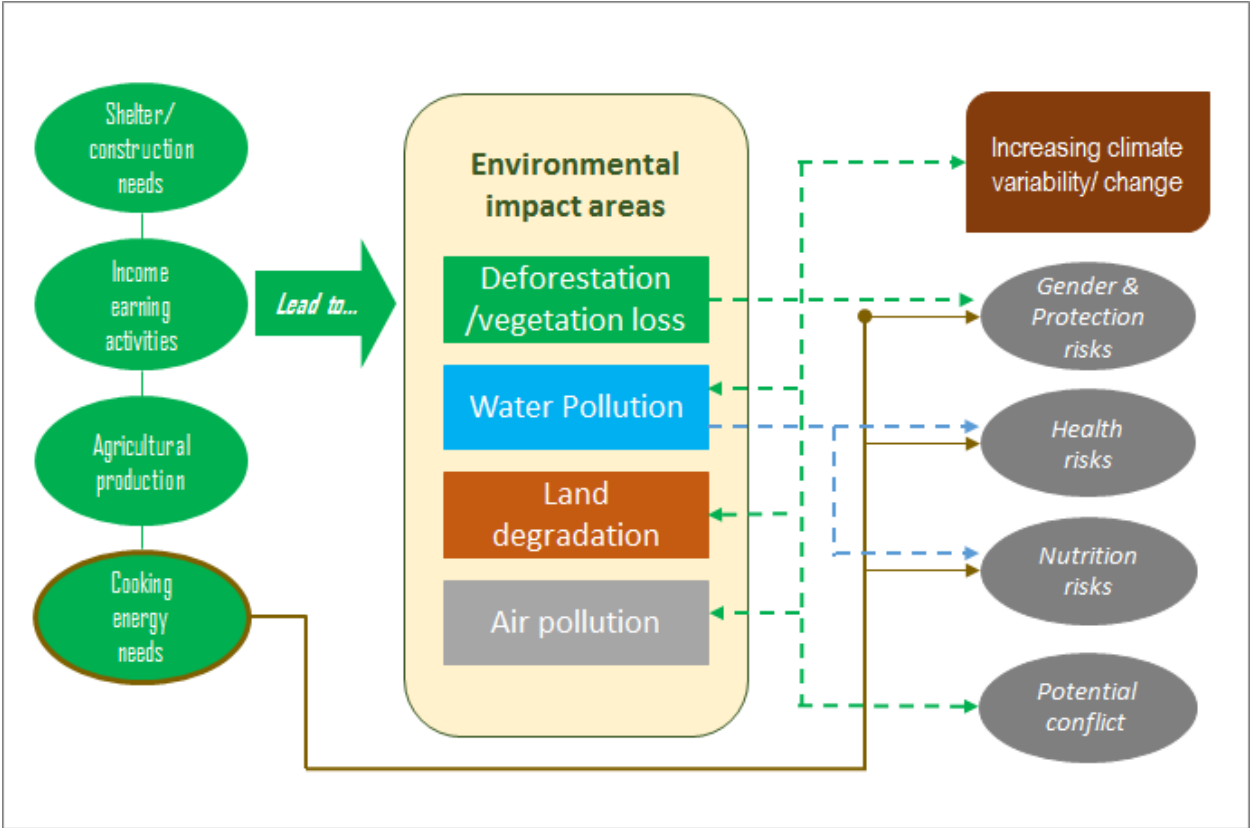 Shelter/
construction
needs
Income
earning
activities
Agricultural
production
Cooking
energy
needs
Lead to...
Environmental
impact areas
Deforestation
/vegetation loss
Water Pollution
Land
degradation
Air pollution
Increasing climate
variability/ change
Gender &
Protection
risks
Health
risks
Nutrition
risks
Potential
conflict